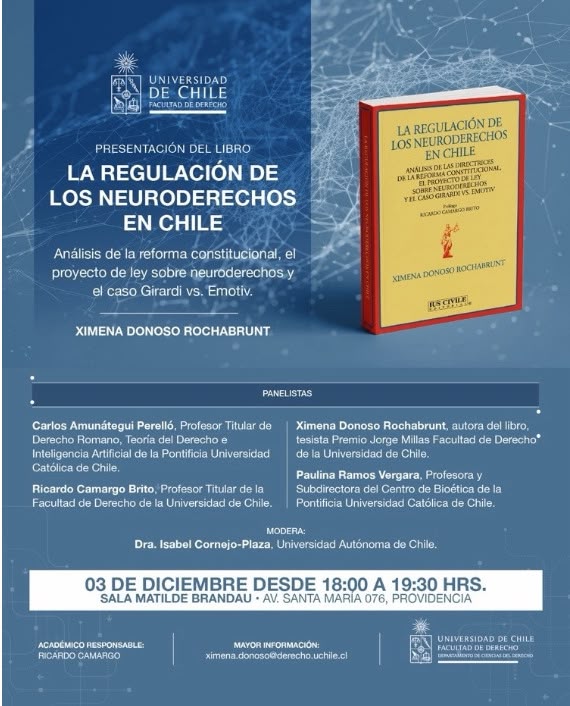 UNIVERSIDAD
DE CHILE
FACULTAD DE DERECHO
PRESENTACIÓN DEL LIBRO
LA REGULACIÓN DE
LOS NEURODERECHOS
EN CHILE
Análisis de la reforma constitucional, el
proyecto de ley sobre neuroderechos y
el caso Girardi vs. Emotiv.
XIMENA DONOSO ROCHABRUNT
LA REGULACIÓN DE
LOS NEURODERECHOS
EN CHILE
ANÁLISIS DE LAS DIRECTRICES
DE LA REFORMA CONSTITUCIONAL,
EL PROYECTO DE LEY
SOBRE NEURODERECHOS
Y EL CASO GIRARDI VS. EMOTIV
Prólogo
RICARDO CAMARGO BRITO
XIMENA DONOSO ROCHABRUNT
IUS CIVILE
PANELISTAS
Carlos Amunátegui Perelló, Profesor Titular de
Derecho Romano, Teoría del Derecho e
Inteligencia Artificial de la Pontificia Universidad
Católica de Chile.
Ricardo Camargo Brito, Profesor Titular de la
Facultad de Derecho de la Universidad de Chile.
Ximena Donoso Rochabrunt, autora del libro,
tesista Premio Jorge Millas Facultad de Derecho
de la Universidad de Chile.
Paulina Ramos Vergara, Profesora y
Subdirectora del Centro de Bioética de la
Pontificia Universidad Católica de Chile.
MODERA:
Dra. Isabel Cornejo-Plaza, Universidad Autónoma de Chile.
03 DE DICIEMBRE DESDE 18:00 A 19:30 HRS.
SALA MATILDE BRANDAU • AV. SANTA MARÍA 076, PROVIDENCIA
ACADÉMICO RESPONSABLE:
RICARDO CAMARGO
MAYOR INFORMACIÓN:
ximena.donoso@derecho.uchile.cl
UNIVERSIDAD DE CHILE
FACULTAD DE DERECHO
DEPARTAMENTO DE CIENCIAS DEL DERECHO